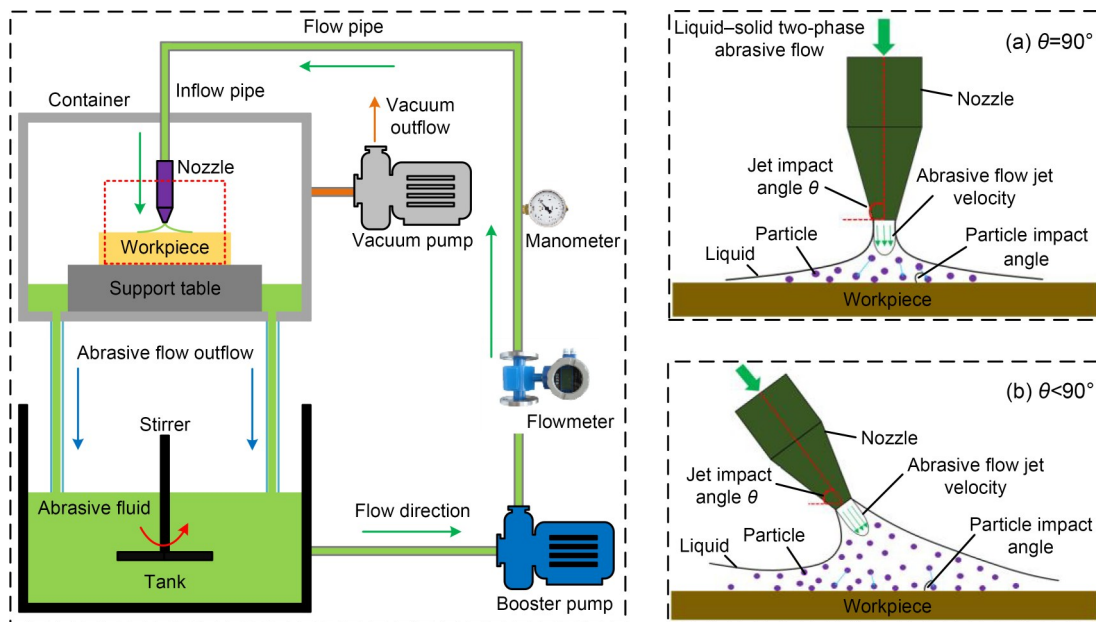 Flow pipe
Inflow pipe
Container
Vacuum
outflow
Nozzle
Workpiece
Vacuum pump
Manometer
Support table
Abrasive flow outflow
Stirrer
Flowmeter
Abrasive fluid
Flow direction
Tank
Booster pump
Liquid–solid two-phase
abrasive flow
(a) θ=90°
Nozzle
Jet impact
angle θ
Abrasive flow jet
velocity
Particle
Particle impact
angle
Liquid
Workpiece
(b) θ<90°
Nozzle
Jet impact
angle θ
Abrasive flow jet
velocity
Particle
Particle impact
angle
Liquid
Workpiece